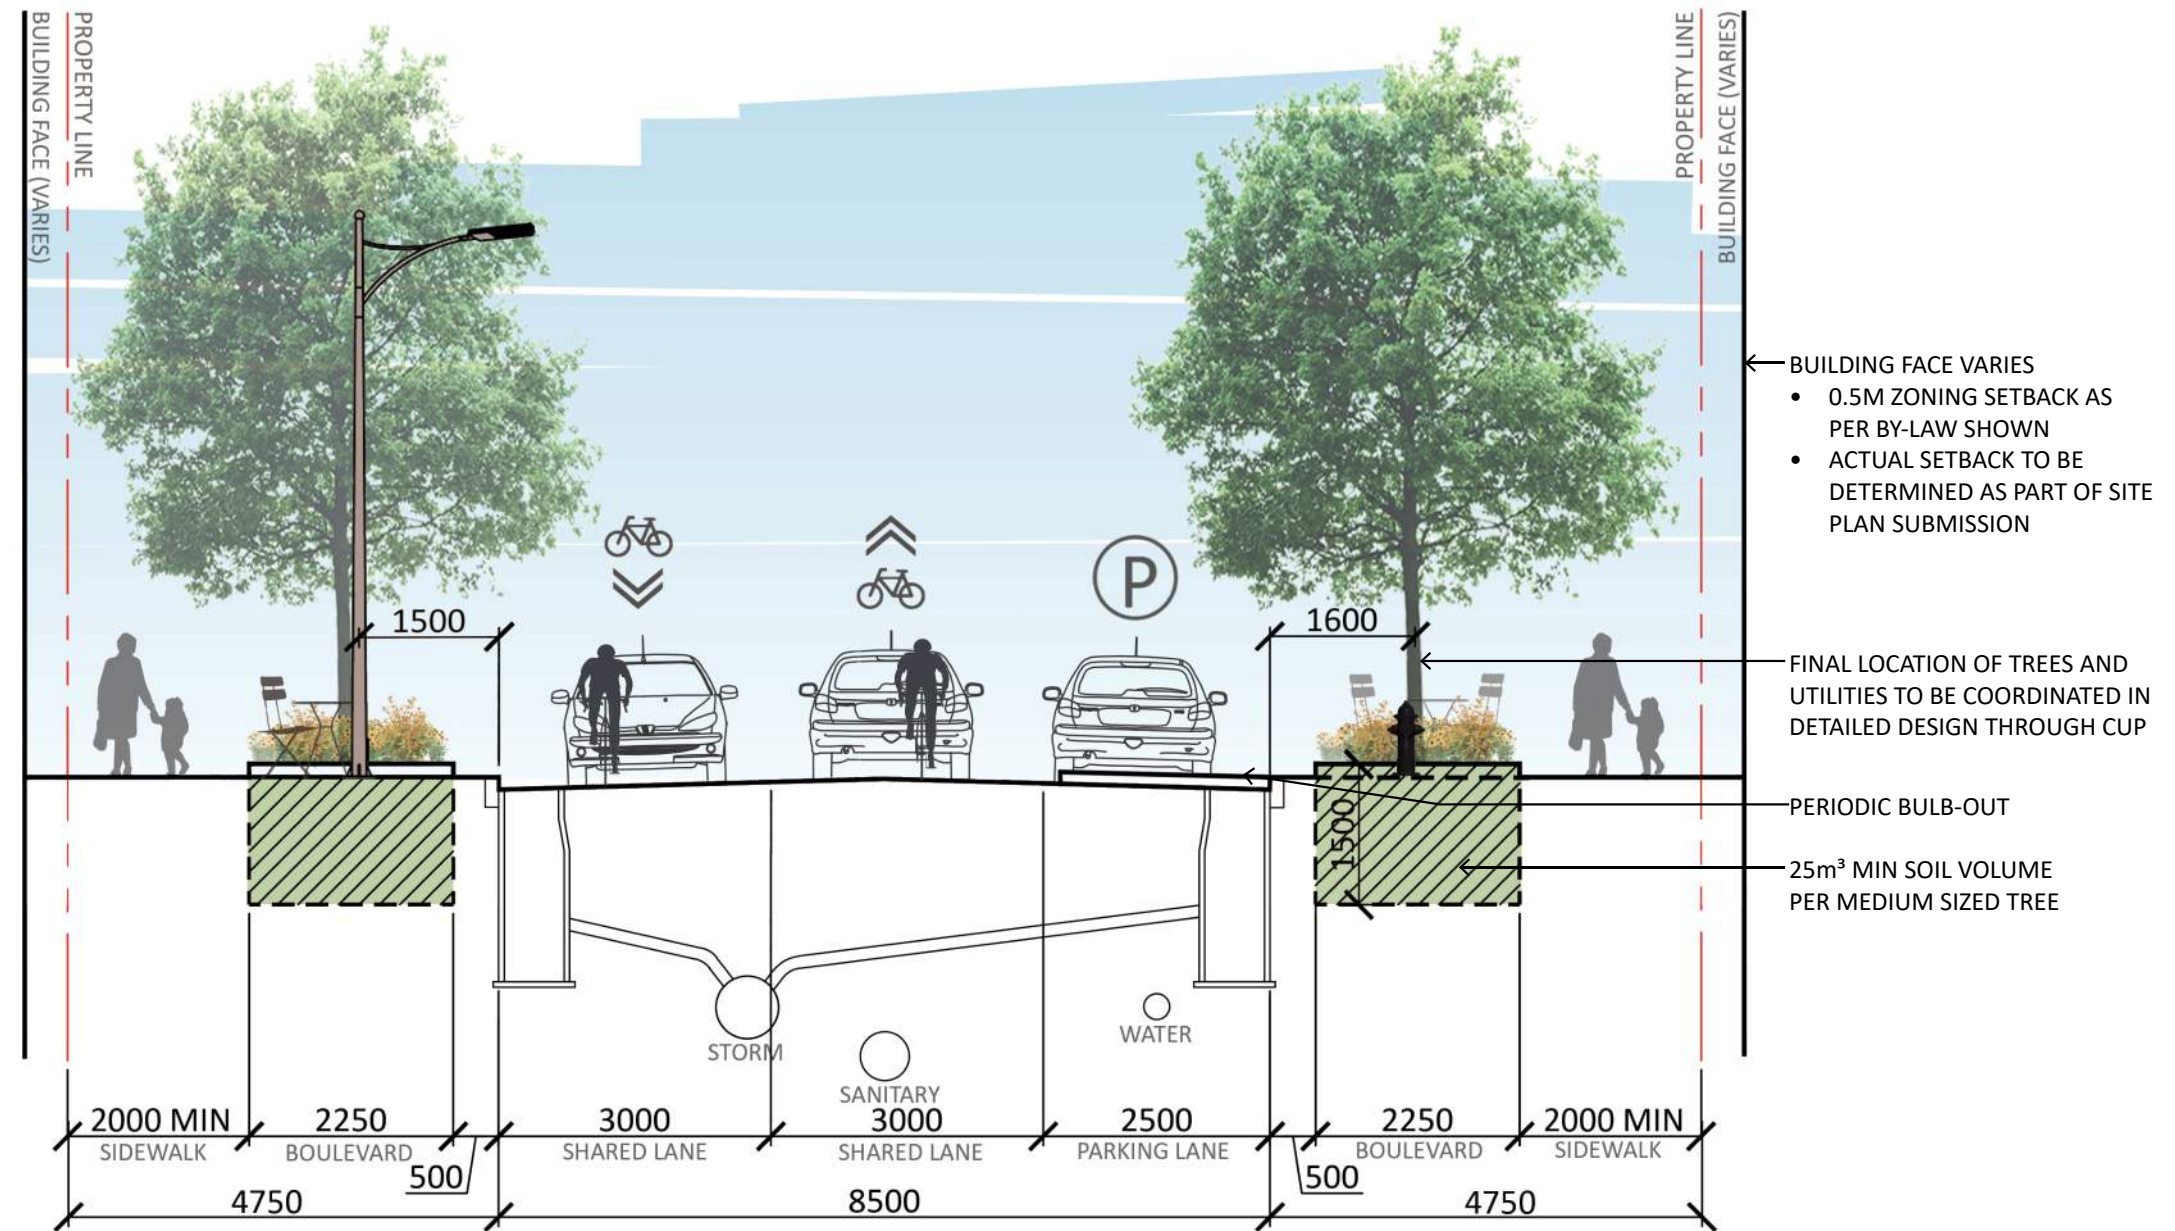 BUILDING FACE (VARIES)
PROPERTY LINE
PROPERTY LINE
BUILDING FACE (VARIES)
BUILDING FACE VARIES
• 0.5M ZONING SETBACK AS
PER BY-LAW SHOWN
• ACTUAL SETBACK TO BE
DETERMINED AS PART OF SITE
PLAN SUBMISSION
P
1500
1600
FINAL LOCATION OF TREES AND
UTILITIES TO BE COORDINATED IN
DETAILED DESIGN THROUGH CUP
PERIODIC BULB-OUT
1500
25m³ MIN SOIL VOLUME
PER MEDIUM SIZED TREE
STORM
SANITARY
WATER
2000 MIN
SIDEWALK
2250
BOULEVARD
500
3000
SHARED LANE
3000
SHARED LANE
2500
PARKING LANE
500
2250
BOULEVARD
2000 MIN
SIDEWALK
4750
8500
4750